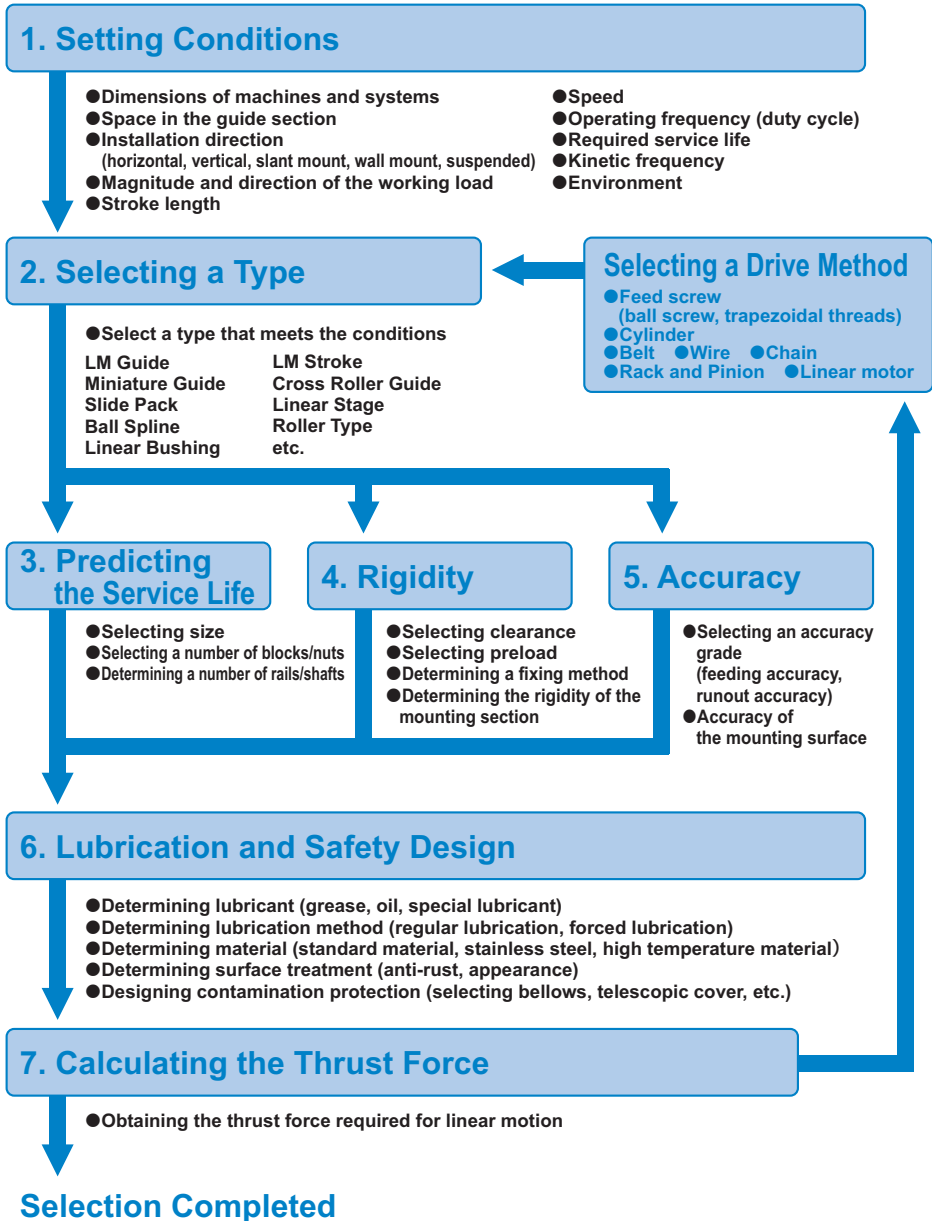 1. Setting Conditions
●Dimensions of machines and systems
●Space in the guide section
●Installation direction
(horizontal, vertical, slant mount, wall mount, suspended)
●Magnitude and direction of the working load
●Stroke length
●Speed
●Operating frequency (duty cycle)
●Required service life
●Kinetic frequency
●Environment
2. Selecting a Type
●Select a type that meets the conditions
LM Guide
Miniature Guide
Slide Pack
Ball Spline
Linear Bushing
LM Stroke
Cross Roller Guide
Linear Stage
Roller Type
etc.
Selecting a Drive Method
●Feed screw
(ball screw, trapezoidal threads)
●Cylinder
●Belt ●Wire ●Chain
●Rack and Pinion ●Linear motor
3. Predicting
the Service Life
●Selecting size
●Selecting a number of blocks/nuts
●Determining a number of rails/shafts
4. Rigidity
●Selecting clearance
●Selecting preload
●Determining a fixing method
●Determining the rigidity of the
mounting section
5. Accuracy
●Selecting an accuracy
grade
(feeding accuracy,
runout accuracy)
●Accuracy of
the mounting surface
6. Lubrication and Safety Design
●Determining lubricant (grease, oil, special lubricant)
●Determining lubrication method (regular lubrication, forced lubrication)
●Determining material (standard material, stainless steel, high temperature material）
●Determining surface treatment (anti-rust, appearance)
●Designing contamination protection (selecting bellows, telescopic cover, etc.)
7. Calculating the Thrust Force
●Obtaining the thrust force required for linear motion
Selection Completed